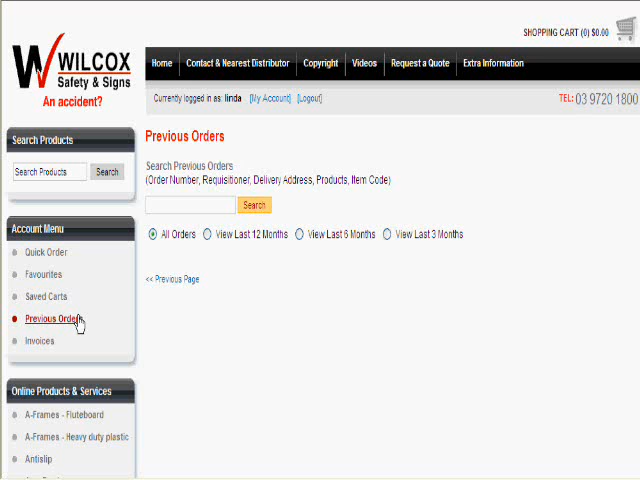 SHOPPING CART (0) $0.00
WILCOX
Safety & Signs
An accident?
Home
Contact & Nearest Distributor
Copyright
Videos
Request a Quote
Extra Information
Currently logged in as: linda [My Account] [Logout]
TEL: 03 9720 1800
Search Products
Search Products
Search
Account Menu
Quick Order
Favourites
Saved Carts
Previous Orders
Invoices
Online Products & Services
A-Frames - Fluteboard
A-Frames - Heavy duty plastic
Antislip
Previous Orders
Search Previous Orders
(Order Number, Requisitioner, Delivery Address, Products, Item Code)
Search
All Orders
View Last 12 Months
View Last 6 Months
View Last 3 Months
<< Previous Page